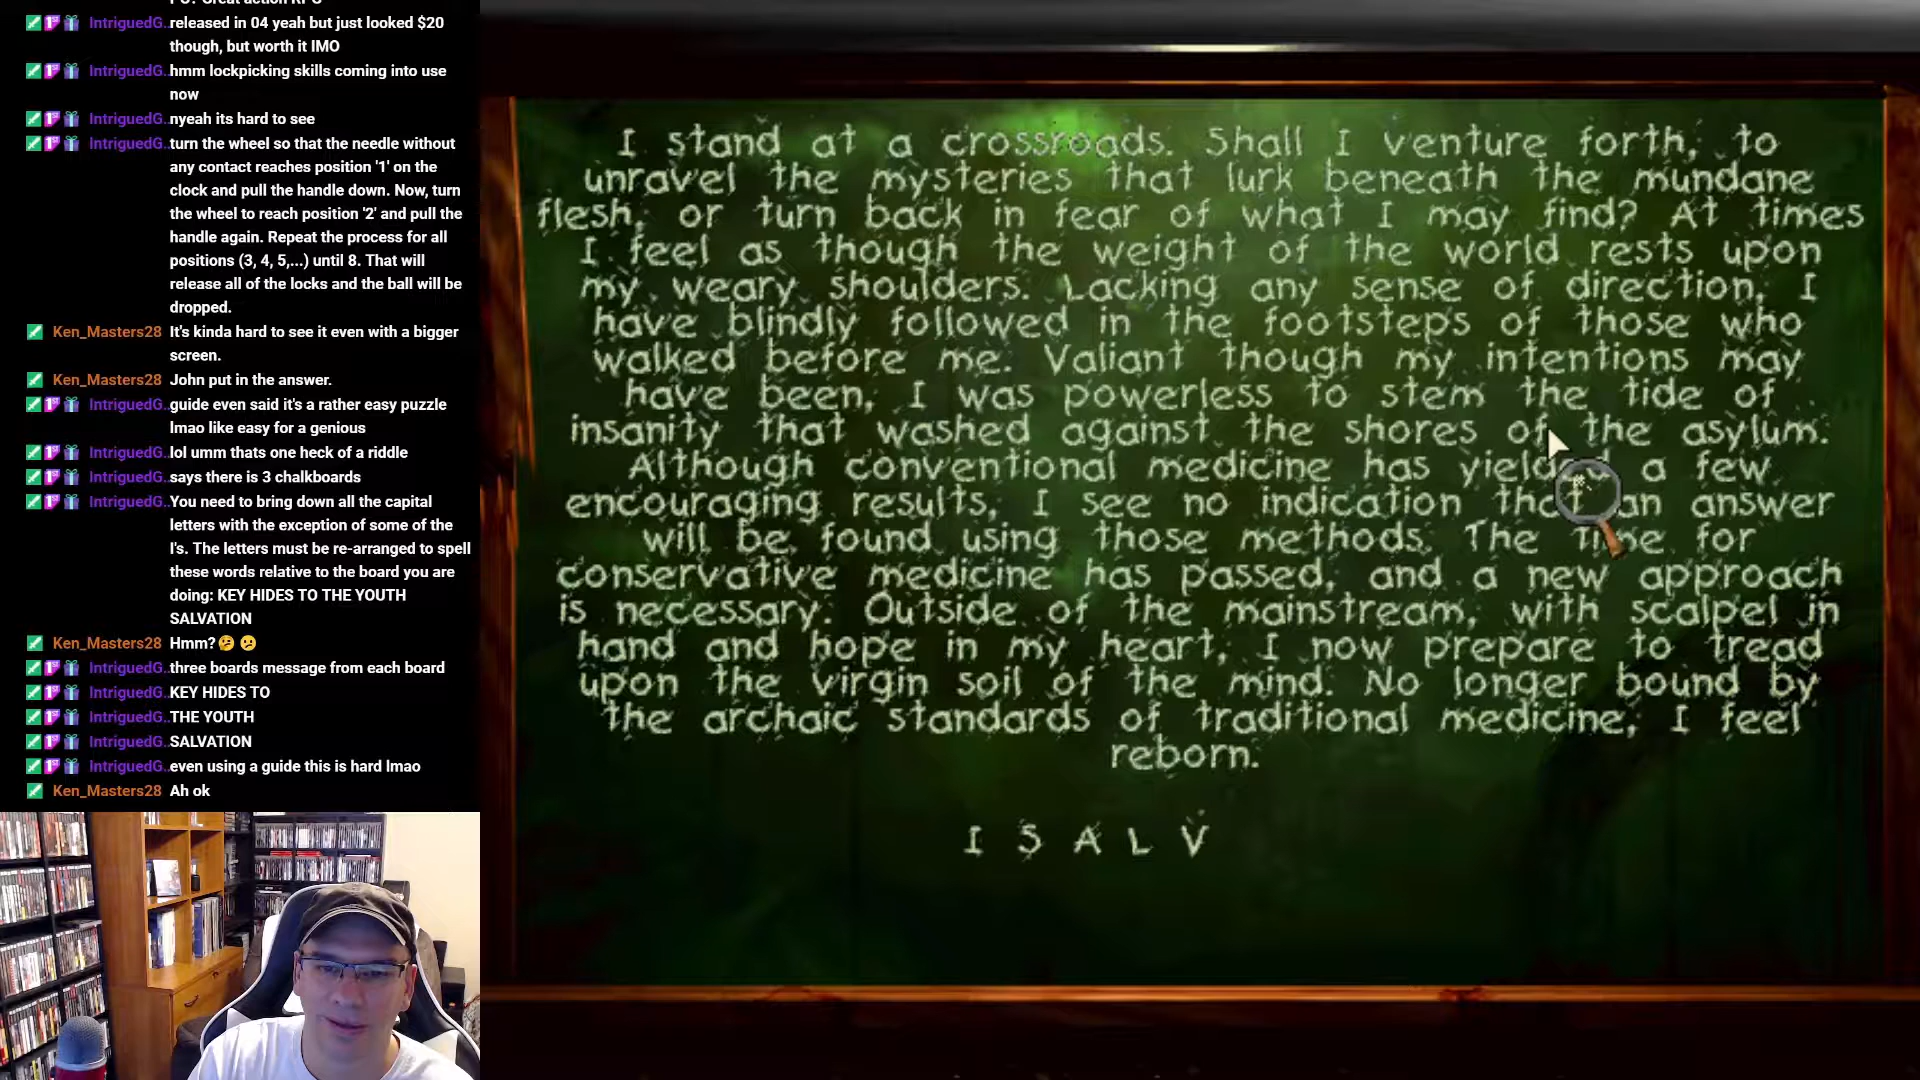 released in 04 yeah but just looked $20
though, but worth it IMO
IntriguedG..
hmm lockpicking skills coming into use
now
IntriguedG..
nyeah its hard to see
IntriguedG..
turn the wheel so that the needle without
any contact reaches position '1' on the
clock and pull the handle down. Now, turn
the wheel to reach position '2' and pull the
handle again. Repeat the process for all
positions (3, 4, 5,...) until 8. That will
release all of the locks and the ball will be
dropped.
Ken_Masters28 It's kinda hard to see it even with a bigger
screen.
Ken_Masters28 John put in the answer.
IntriguedG.. guide even said it's a rather easy puzzle
lmao like easy for a genious
IntriguedG.. lol umm thats one heck of a riddle
IntriguedG.. says there is 3 chalkboards
IntriguedG.. You need to bring down all the capital
letters with the exception of some of the
I's. The letters must be re-arranged to spell
these words relative to the board you are
doing: KEY HIDES TO THE YOUTH
SALVATION
Ken_Masters28 Hmm?🤔 😕
IntriguedG.. three boards message from each board
IntriguedG.. KEY HIDES TO
IntriguedG.. THE YOUTH
IntriguedG.. SALVATION
IntriguedG.. even using a guide this is hard lmao
Ken_Masters28 Ah ok
I stand at a crossroads. Shall I venture forth, to
unravel the mysteries that lurk beneath the mundane
flesh, or turn back in fear of what I may find? At times
I feel as though the weight of the world rests upon
my weary shoulders. Lacking any sense of direction, I
have blindly followed in the footsteps of those who
walked before me. Valiant though my intentions may
have been, I was powerless to stem the tide of
insanity that washed against the shores of the asylum.
Although conventional medicine has yielded a few
encouraging results, I see no indication that an answer
will be found using those methods. The time for
conservative medicine has passed, and a new approach
is necessary. Outside of the mainstream, with scalpel in
hand and hope in my heart, I now prepare to tread
upon the virgin soil of the mind. No longer bound by
the archaic standards of traditional medicine, I feel
reborn.
I S A L V